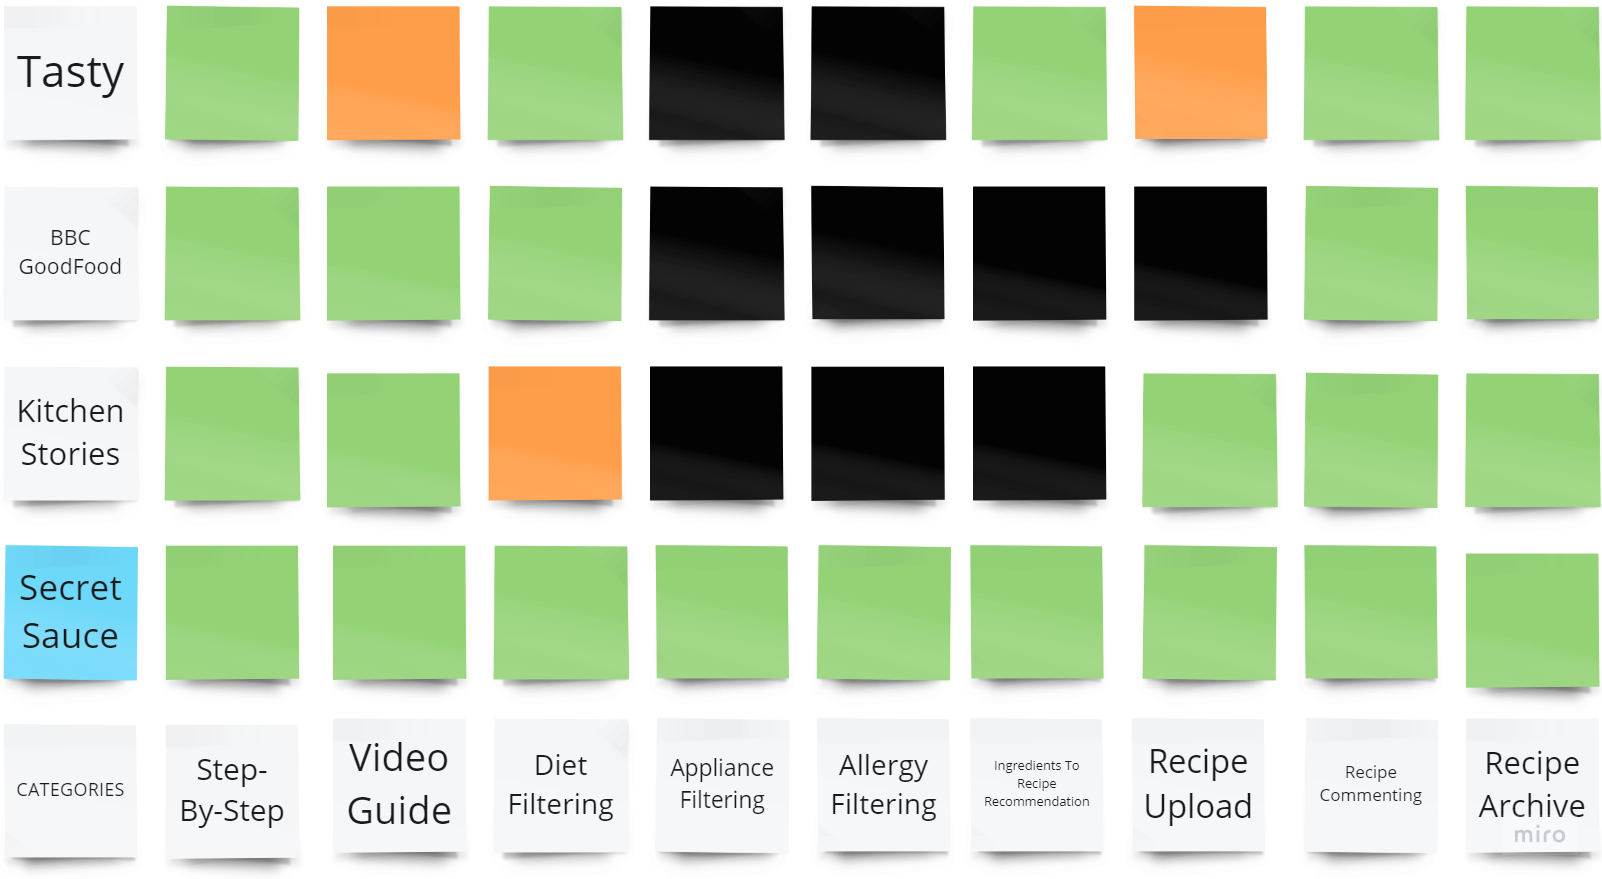 Tasty
BBC
GoodFood
Kitchen
Stories
Secret
Sauce
CATEGORIES
Step-
By-Step
Video
Guide
Diet
Filtering
Appliance
Filtering
Allergy
Filtering
Ingredients To
Recipe
Recommendation
Recipe
Upload
Recipe
Commenting
Recipe
Archive
miro